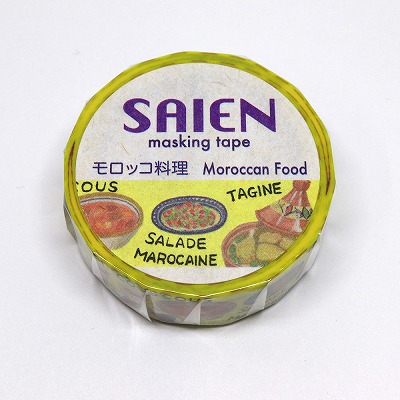 SAIEN
masking tape
モロッコ料理 Moroccan Food
COUS
TAGINE
SALADE
MAROCAINE